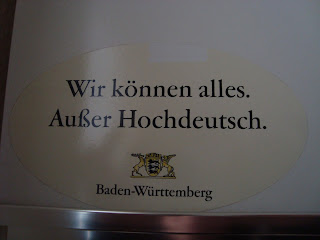 Wir können alles.
Außer Hochdeutsch.
Baden-Württemberg